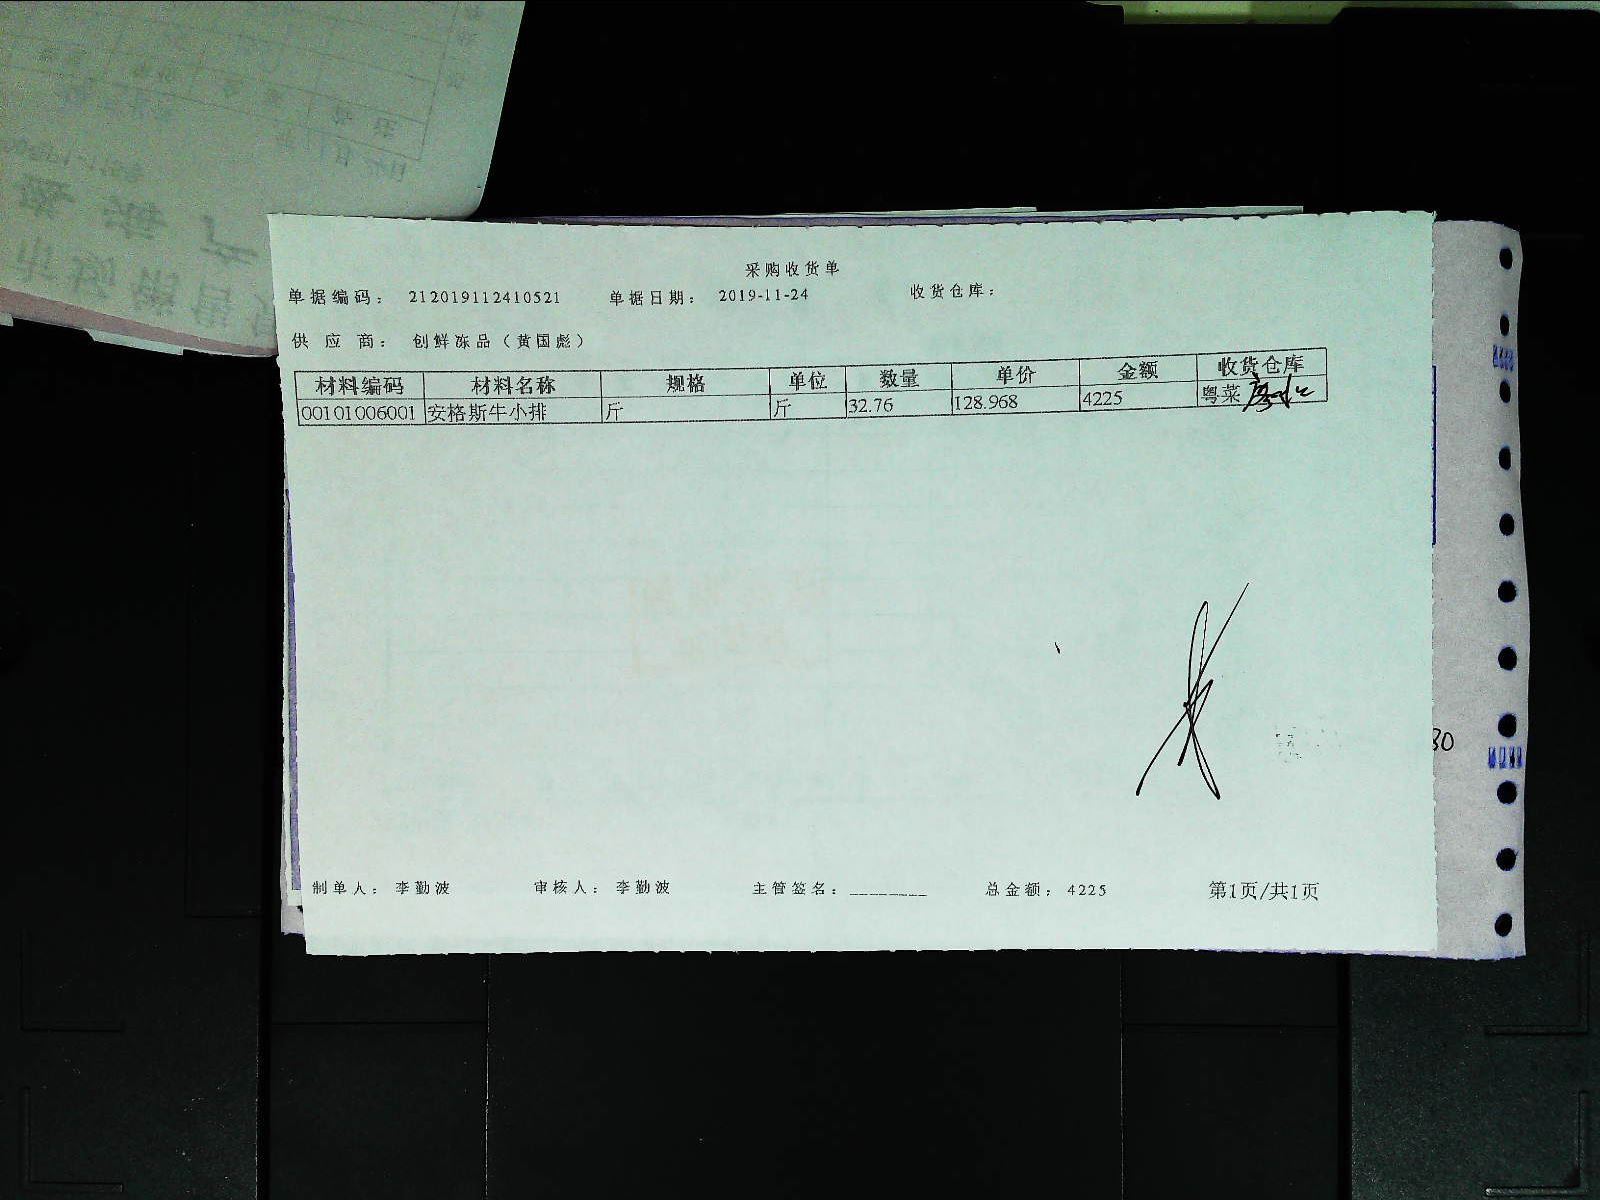 采购收货单
单据编码： 212019112410521 单据日期： 2019-11-24 收货仓库：
供应商： 创鲜冻品（黄国彪）
材料编码 材料名称 规格 单位 数量 单价 金额 收货仓库
00101006001 安格斯牛小排 斤 斤 32.76 128.968 4225 粤菜
制单人： 李勤波 审核人： 李勤波 主管签名：________ 总金额： 4225 第1页/共1页